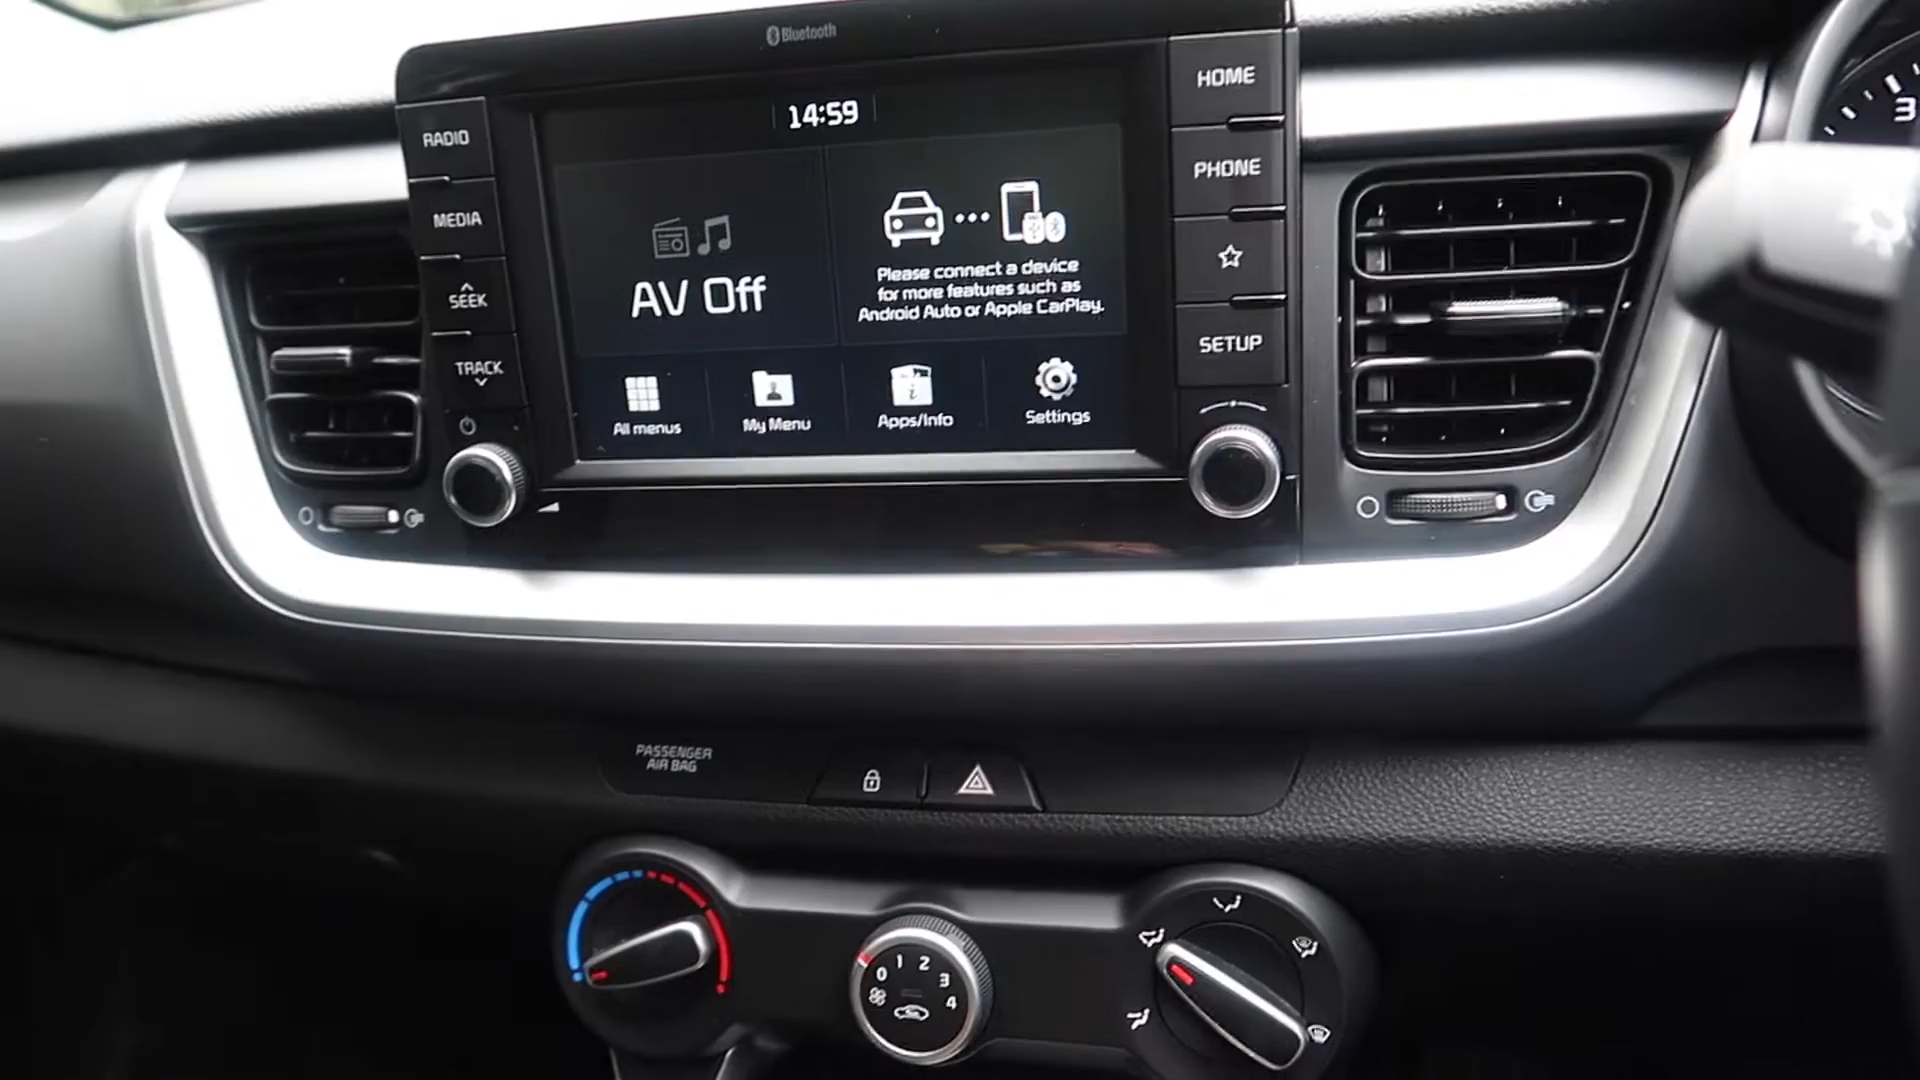 Bluetooth
14:59
RADIO
MEDIA
SEEK
TRACK
AV Off
Please connect a device
for more features such as
Android Auto or Apple CarPlay.
All menus
My Menu
Apps/Info
Settings
HOME
PHONE
SETUP
3
PASSENGER
AIR BAG
0 1 2 3 4